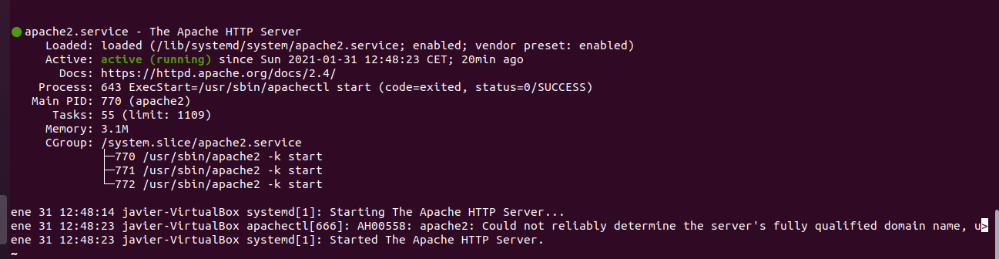 ● apache2.service - The Apache HTTP Server
     Loaded: loaded (/lib/systemd/system/apache2.service; enabled; vendor preset: enabled)
     Active: active (running) since Sun 2021-01-31 12:48:23 CET; 20min ago
       Docs: https://httpd.apache.org/docs/2.4/
    Process: 643 ExecStart=/usr/sbin/apachectl start (code=exited, status=0/SUCCESS)
   Main PID: 770 (apache2)
      Tasks: 55 (limit: 1109)
     Memory: 3.1M
     CGroup: /system.slice/apache2.service
             ├─770 /usr/sbin/apache2 -k start
             ├─771 /usr/sbin/apache2 -k start
             └─772 /usr/sbin/apache2 -k start
ene 31 12:48:14 javier-VirtualBox systemd[1]: Starting The Apache HTTP Server...
ene 31 12:48:23 javier-VirtualBox apachectl[666]: AH00558: apache2: Could not reliably determine the server's fully qualified domain name, u>
ene 31 12:48:23 javier-VirtualBox systemd[1]: Started The Apache HTTP Server.
~